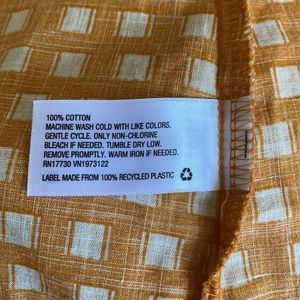 100% COTTON
MACHINE WASH COLD WITH LIKE COLORS.
GENTLE CYCLE. ONLY NON-CHLORINE
BLEACH IF NEEDED. TUMBLE DRY LOW.
REMOVE PROMPTLY. WARM IRON IF NEEDED.
RN17730 VN1973122
LABEL MADE FROM 100% RECYCLED PLASTIC